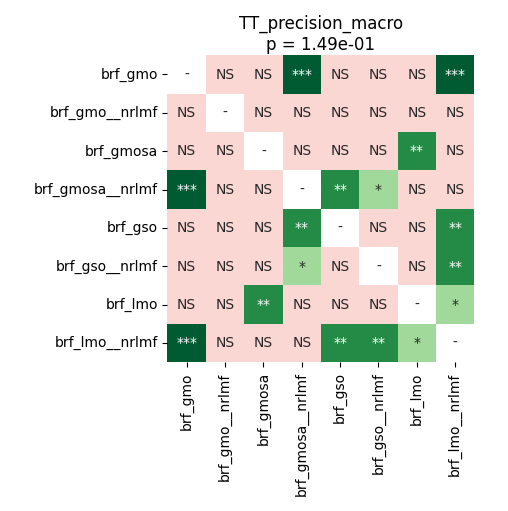 TT_precision_macro
p = 1.49e-01
brf_gmo - NS NS *** NS NS NS ***
brf_gmo__nrlmf NS - NS NS NS NS NS NS
brf_gmosa NS NS - NS NS NS ** NS
brf_gmosa__nrlmf *** NS NS - ** * NS NS
brf_gso NS NS NS ** - NS NS **
brf_gso__nrlmf NS NS NS * NS - NS **
brf_lmo NS NS ** NS NS NS - *
brf_lmo__nrlmf *** NS NS NS ** ** * -
brf_gmo
brf_gmo__nrlmf
brf_gmosa
brf_gmosa__nrlmf
brf_gso
brf_gso__nrlmf
brf_lmo
brf_lmo__nrlmf